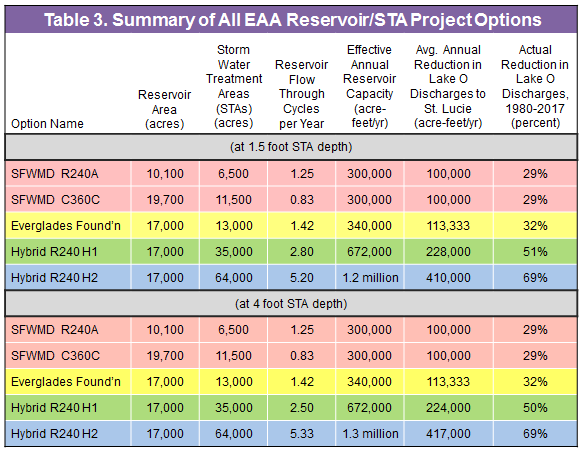 Table 3. Summary of All EAA Reservoir/STA Project Options
Option Name Reservoir Area (acres) Storm Water Treatment Areas (STAs) (acres) Reservoir Flow Through Cycles per Year Effective Annual Reservoir Capacity (acre-feet/yr) Avg. Annual Reduction in Lake O Discharges to St. Lucie (acre-feet/yr) Actual Reduction in Lake O Discharges, 1980-2017 (percent)
(at 1.5 foot STA depth)
SFWMD R240A 10,100 6,500 1.25 300,000 100,000 29%
SFWMD C360C 19,700 11,500 0.83 300,000 100,000 29%
Everglades Found'n 17,000 13,000 1.42 340,000 113,333 32%
Hybrid R240 H1 17,000 35,000 2.80 672,000 228,000 51%
Hybrid R240 H2 17,000 64,000 5.20 1.2 million 410,000 69%
(at 4 foot STA depth)
SFWMD R240A 10,100 6,500 1.25 300,000 100,000 29%
SFWMD C360C 19,700 11,500 0.83 300,000 100,000 29%
Everglades Found'n 17,000 13,000 1.42 340,000 113,333 32%
Hybrid R240 H1 17,000 35,000 2.50 672,000 224,000 50%
Hybrid R240 H2 17,000 64,000 5.33 1.3 million 417,000 69%